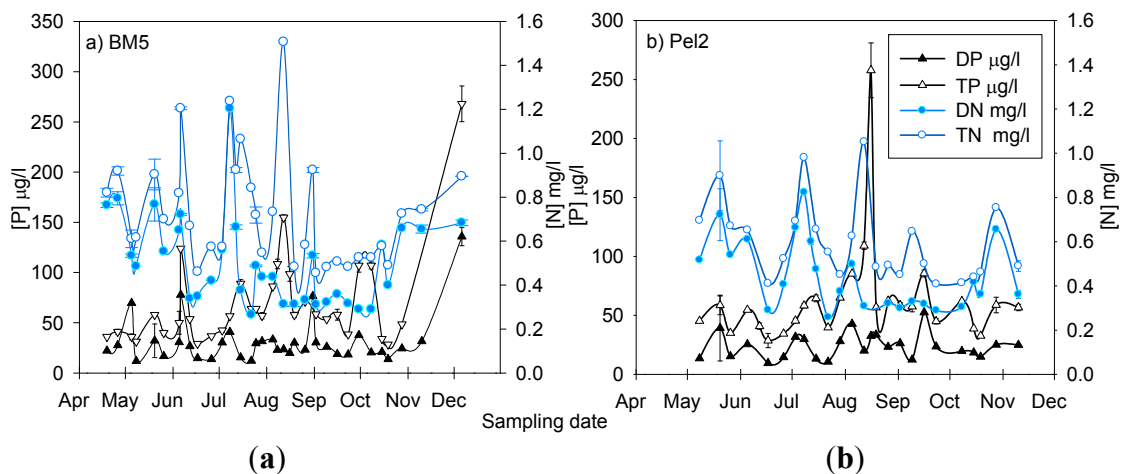 a) BM5
350
300
250
200
150
100
50
0
[P] µg/l
1.6
1.4
1.2
1.0
0.8
0.6
0.4
0.2
0.0
[N] mg/l
Apr May Jun Jul Aug Sep Oct Nov Dec
b) Pel2
300
250
200
150
100
50
0
[P] µg/l
DP µg/l
TP µg/l
DN mg/l
TN mg/l
1.6
1.4
1.2
1.0
0.8
0.6
0.4
0.2
0.0
[N] mg/l
Apr May Jun Jul Aug Sep Oct Nov Dec
Sampling date
(a) (b)